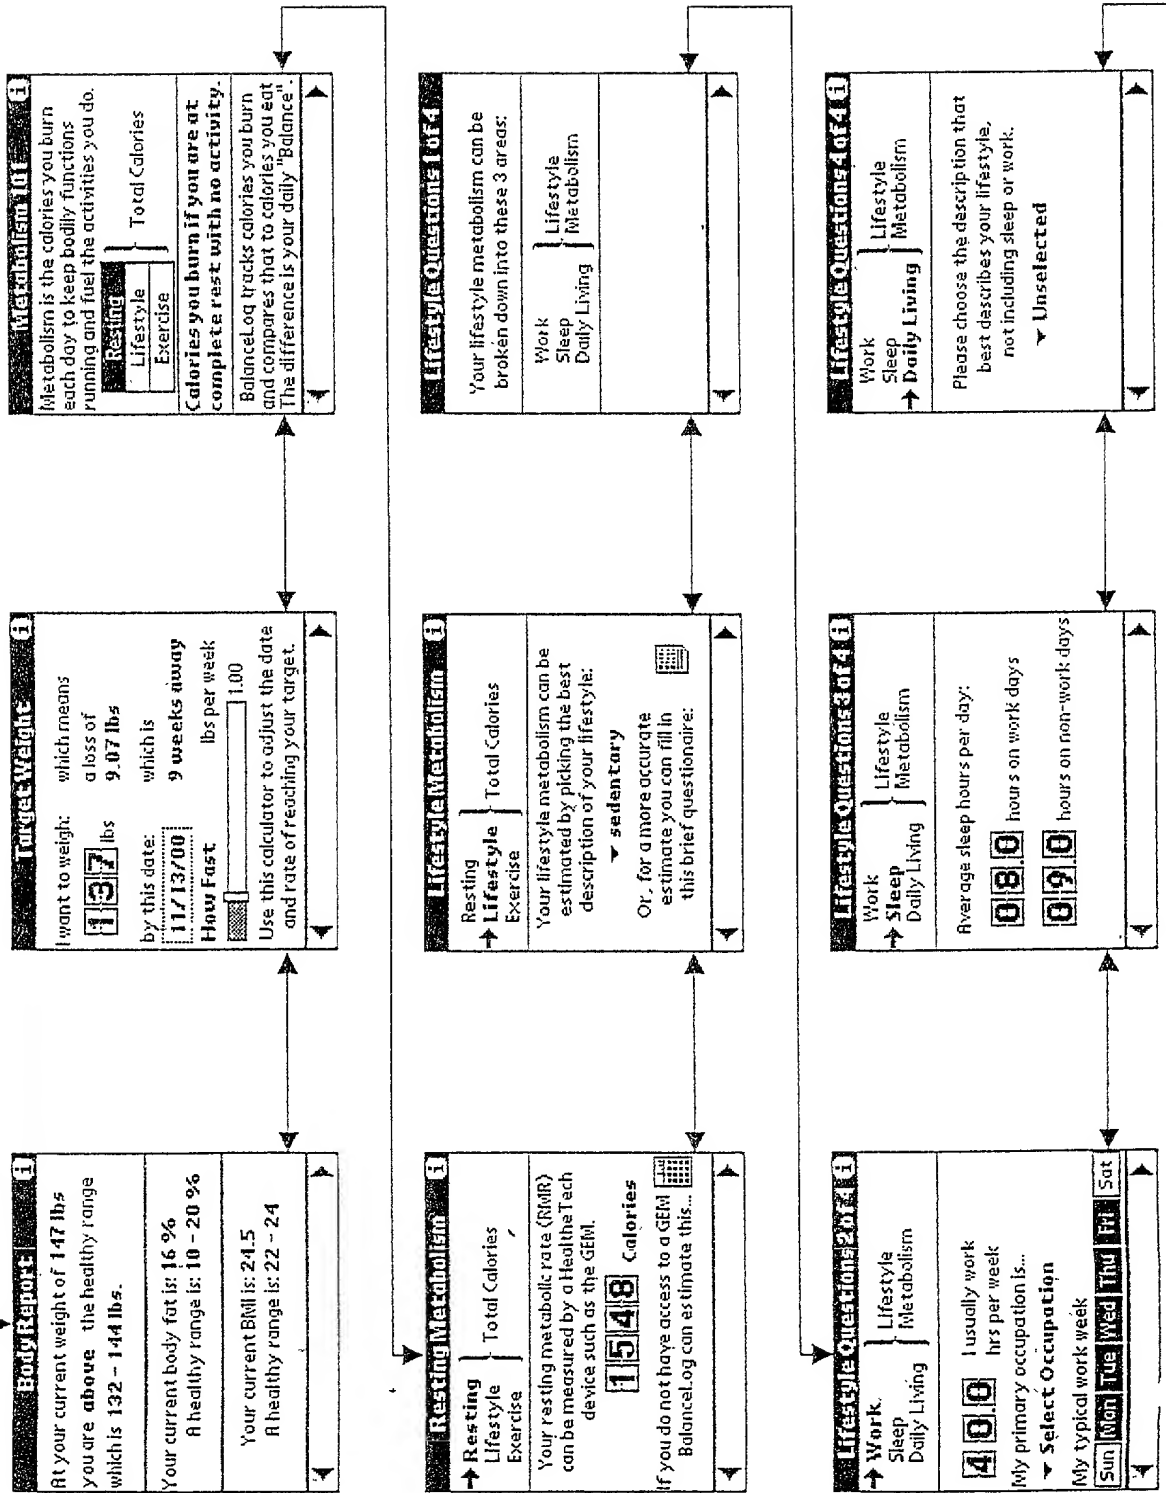 Body Report i
At your current weight of 147 lbs
you are above the healthy range
which is 132 - 144 lbs.
Your current body fat is: 16 %
A healthy range is: 10 - 20 %
Your current BMI is: 24.5
A healthy range is: 22 - 24
Target Weight i
I want to weigh: which means
137 lbs a loss of
9.07 lbs
by this date: which is
11/13/00 9 weeks away
How Fast lbs per week
1.00
Use this calculator to adjust the date
and rate of reaching your target.
Metabolism 101 i
Metabolism is the calories you burn
each day to keep bodily functions
running and fuel the activities you do.
Resting
Lifestyle } Total Calories
Exercise
Calories you burn if you are at
complete rest with no activity.
BalanceLog tracks calories you burn
and compares that to calories you eat
The difference is your daily "Balance".
Resting Metabolism i
→ Resting
Lifestyle } Total Calories
Exercise
Your resting metabolic rate (RMR)
can be measured by a HealtheTech
device such as the GEM.
1548 Calories
If you do not have access to a GEM
BalanceLog can estimate this...
Lifestyle Metabolism i
Resting
→ Lifestyle } Total Calories
Exercise
Your lifestyle metabolism can be
estimated by picking the best
description of your lifestyle:
▼ sedentary
Or, for a more accurate
estimate you can fill in
this brief questionaire:
Lifestyle Questions 1 of 4
Your lifestyle metabolism can be
broken down into these 3 areas:
Work
Sleep } Lifestyle
Daily Living Metabolism
Lifestyle Questions 2 of 4 i
→ Work
Sleep } Lifestyle
Daily Living Metabolism
40.0 I usually work
hrs per week
My primary occupation is...
▼ Select Occupation
My typical work week
Sun Mon Tue Wed Thu Fri Sat
Lifestyle Questions 3 of 4 i
Work
→ Sleep } Lifestyle
Daily Living Metabolism
Average sleep hours per day:
08.0 hours on work days
09.0 hours on non-work days
Lifestyle Questions 4 of 4 i
Work
Sleep } Lifestyle
→ Daily Living Metabolism
Please choose the description that
best describes your lifestyle,
not including sleep or work.
▼ Unselected